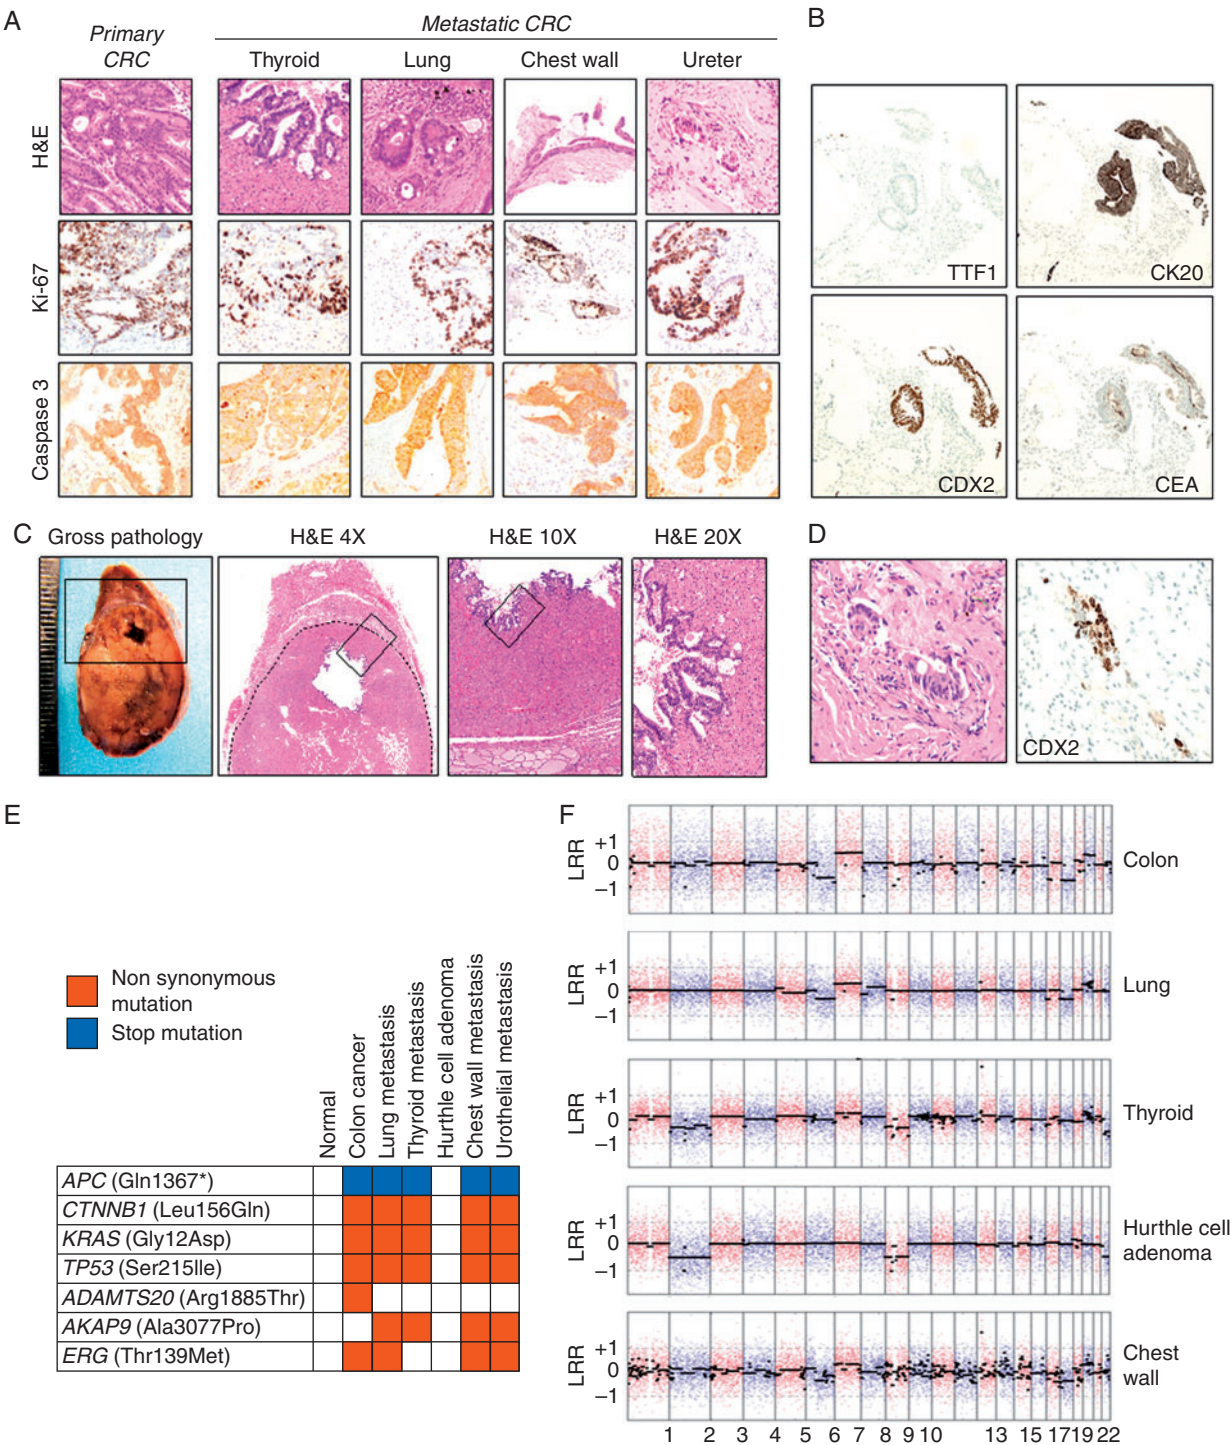 A
Primary
CRC
Metastatic CRC
Thyroid
Lung
Chest wall
Ureter
H&E
Ki-67
Caspase 3
B
TTF1
CK20
CDX2
CEA
C
Gross pathology
H&E 4X
H&E 10X
H&E 20X
D
CDX2
E
Non synonymous
mutation
Stop mutation
Normal
Colon cancer
Lung metastasis
Thyroid metastasis
Hurthle cell adenoma
Chest wall metastasis
Urothelial metastasis
APC (Gln1367*)
CTNNB1 (Leu156Gln)
KRAS (Gly12Asp)
TP53 (Ser215Ile)
ADAMTS20 (Arg1885Thr)
AKAP9 (Ala3077Pro)
ERG (Thr139Met)
F
LRR
+1
0
–1
Colon
LRR
+1
0
–1
Lung
LRR
+1
0
–1
Thyroid
LRR
+1
0
–1
Hurthle cell
adenoma
LRR
+1
0
–1
Chest
wall
1 2 3 4 5 6 7 8 9 10 13 15 17 19 22